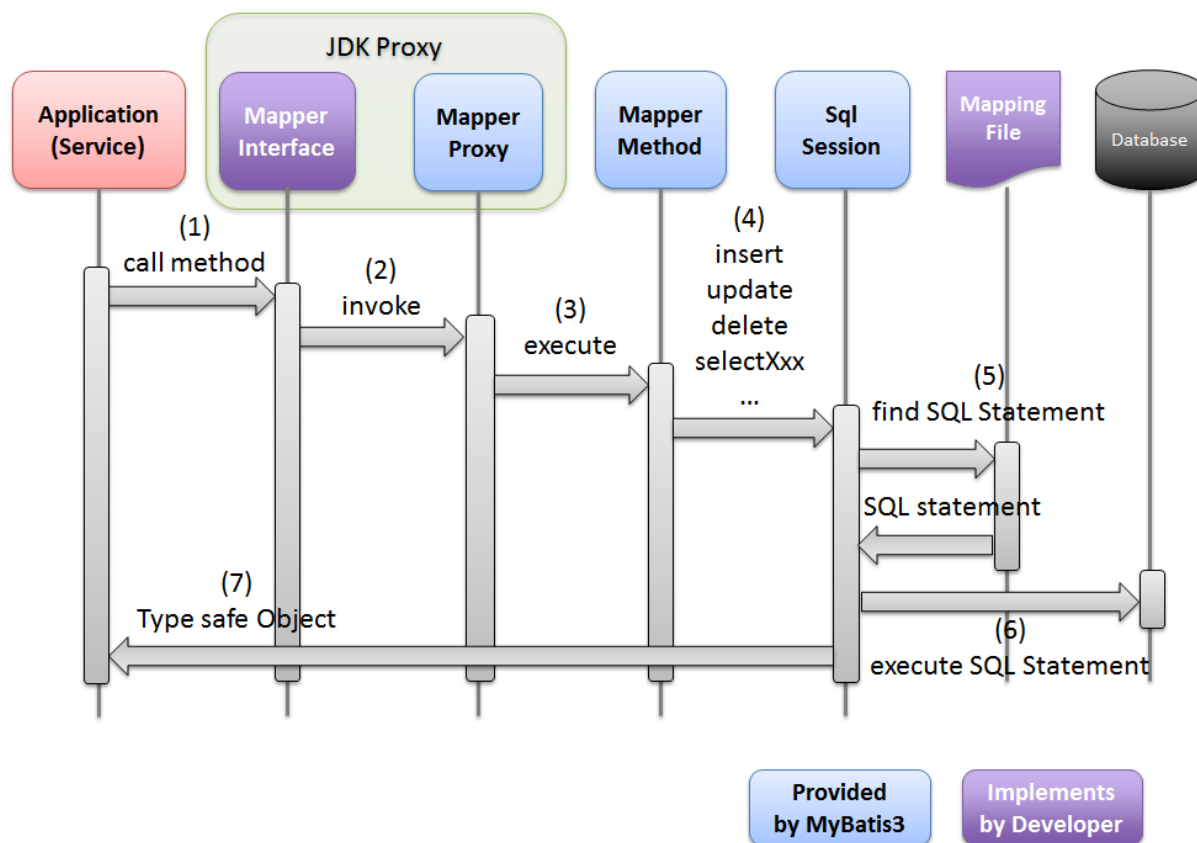 JDK Proxy
Application
(Service)
Mapper
Interface
Mapper
Proxy
Mapper
Method
Sql
Session
Mapping
File
Database
(1)
call method
(2)
invoke
(3)
execute
(4)
insert
update
delete
selectXxx
...
(5)
find SQL Statement
SQL statement
(6)
execute SQL Statement
(7)
Type safe Object
Provided
by MyBatis3
Implements
by Developer